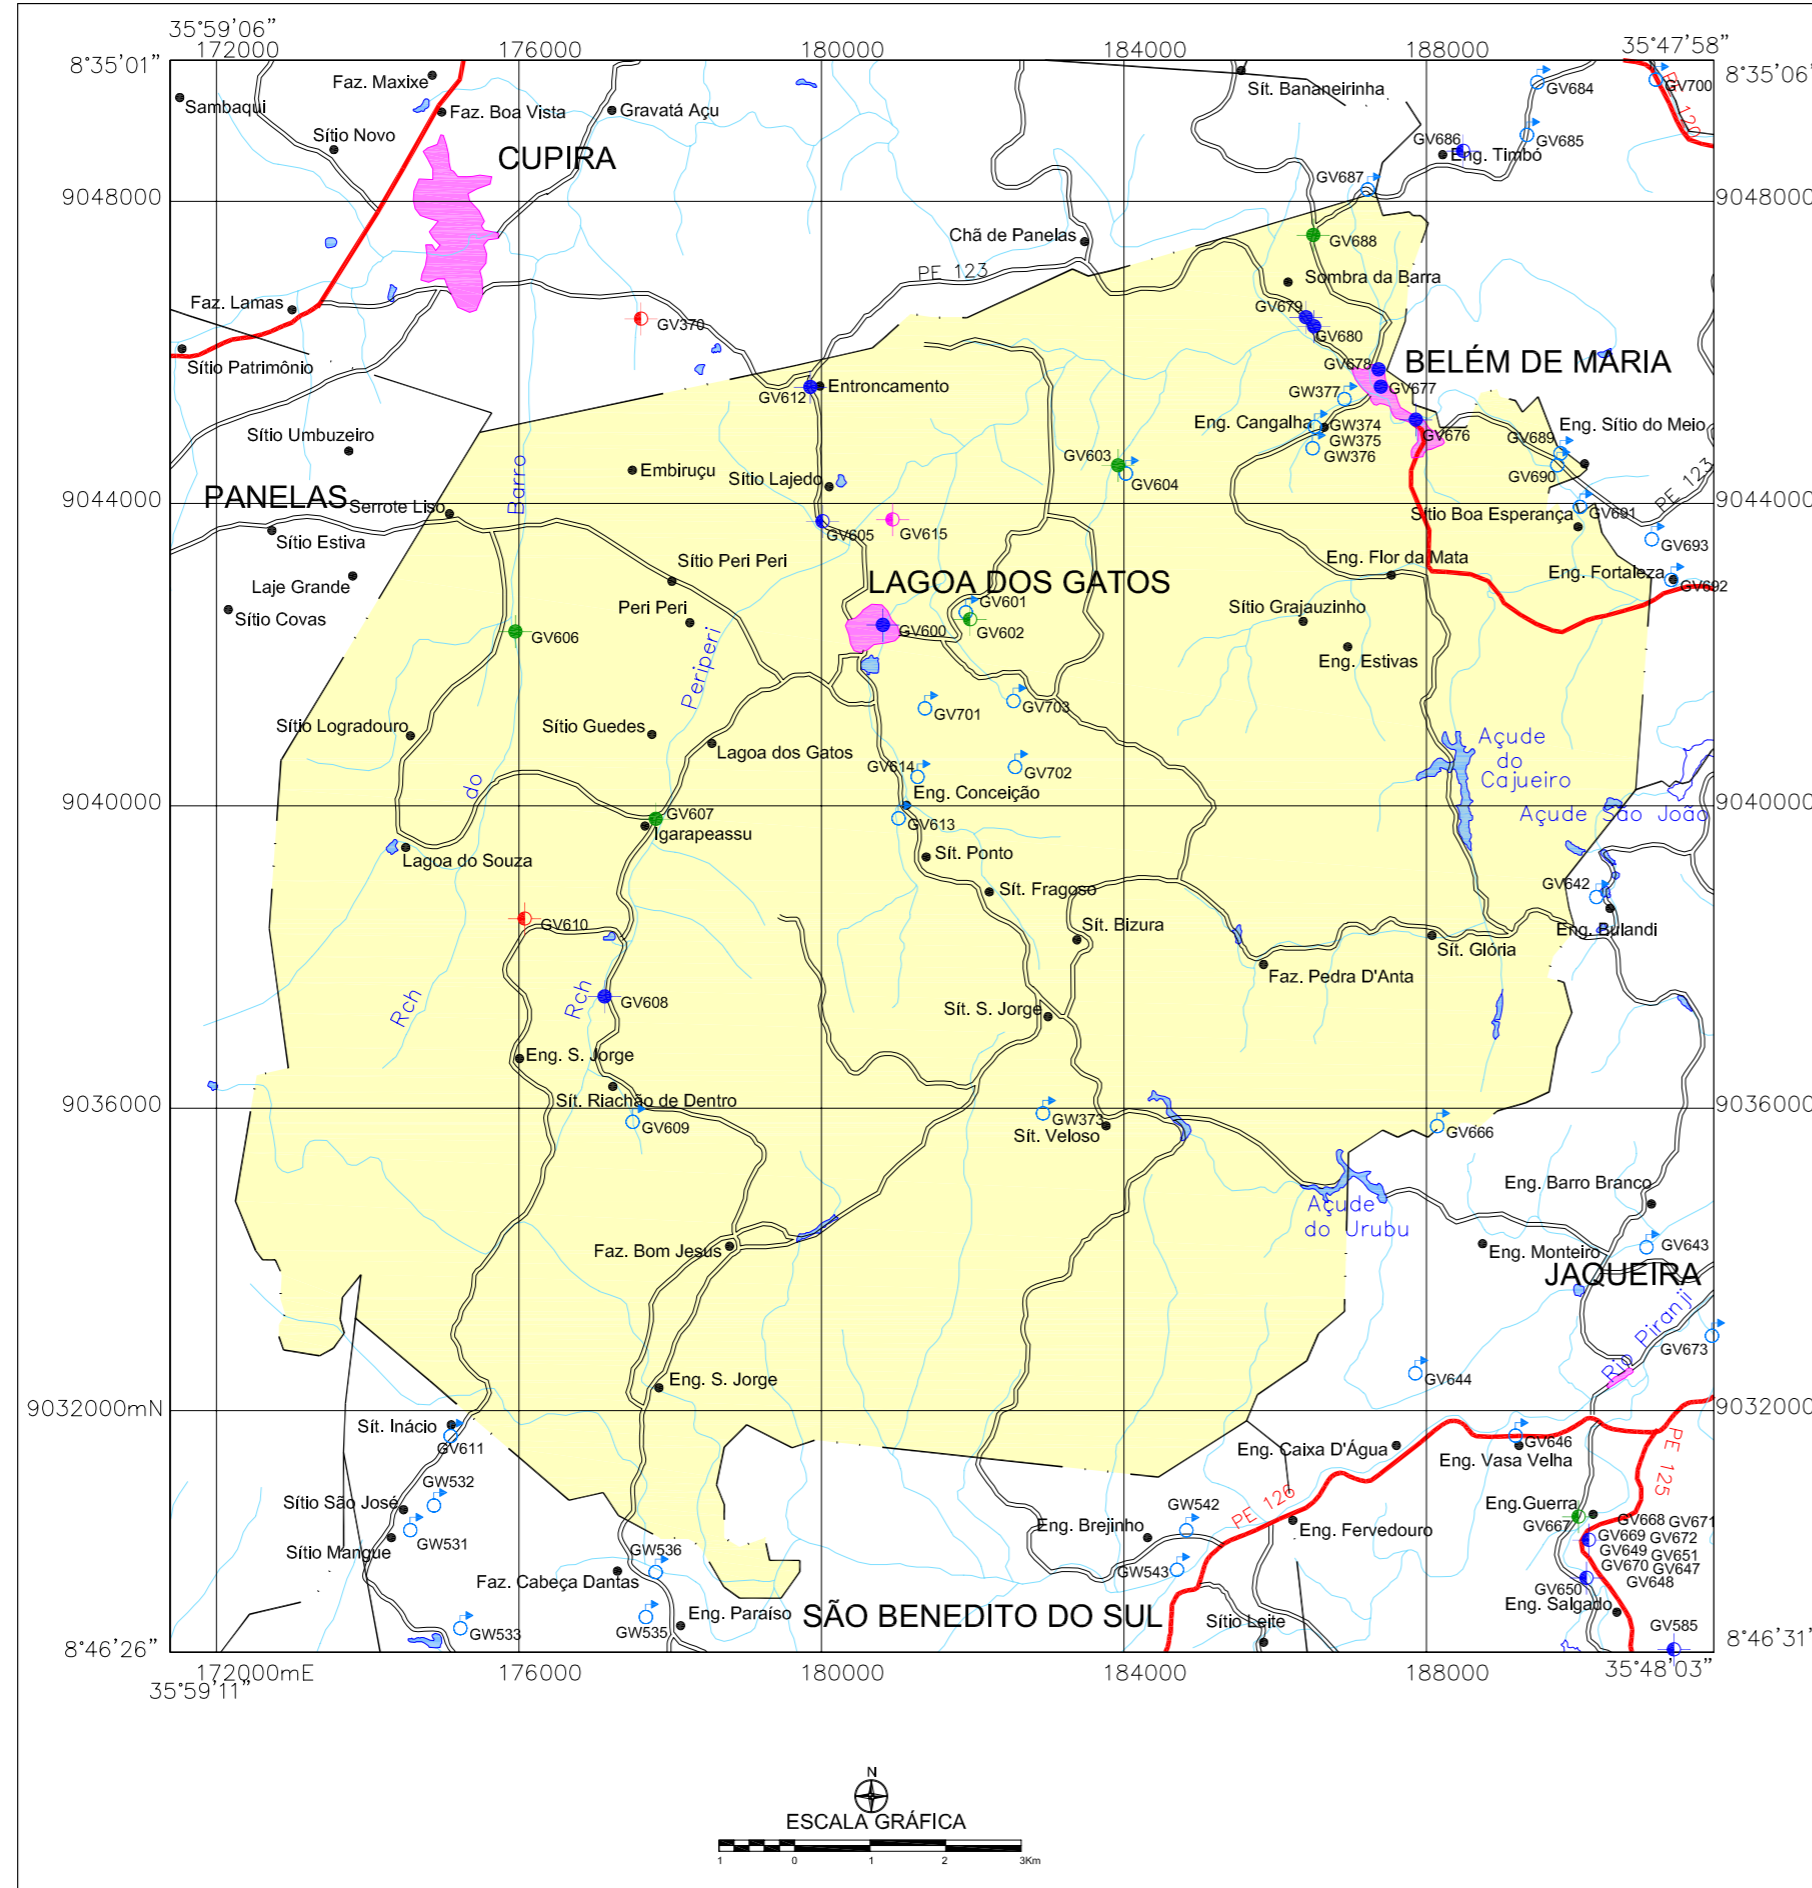 35°59'06"
172000 176000 180000 184000 188000 35°47'58"
8°35'01"
8°35'06"
Faz. Maxixe
Sít. Bananeirinha
GV684
GV700
Sambaqui
Faz. Boa Vista
Gravatá Açu
PE 120
Sítio Novo
GV686
GV685
CUPIRA
Eng. Timbó
GV687
9048000
9048000
Chã de Panelas
GV688
PE 123
Sombra da Barra
Faz. Lamas
GV679
GV370
GV680
Sítio Patrimônio
GV678
BELÉM DE MARIA
GV612
Entroncamento
GW377
GV677
Eng. Cangalha
GW374
GV676
GV689
Eng. Sítio do Meio
Sítio Umbuzeiro
GW375
GW376
GV603
Embiruçu
Sítio Lajedo
GV604
GV690
Barro
PE 123
PANELAS
9044000
9044000
Serrote Liso
Sítio Boa Esperança
GV691
GV605
GV615
Sítio Estiva
GV693
Sítio Peri Peri
Eng. Flor da Mata
LAGOA DOS GATOS
Eng. Fortaleza
GV692
Laje Grande
Sítio Covas
Peri Peri
GV601
Sítio Grajauzinho
GV606
GV600
GV602
Eng. Estivas
Periperi
GV701
GV703
Sítio Logradouro
Sítio Guedes
Lagoa dos Gatos
Açude
do
Cajueiro
GV614
GV702
do
Eng. Conceição
9040000
9040000
GV607
GV613
Açude São João
Igarapeassu
Lagoa do Souza
Sít. Ponto
Sít. Fragoso
GV642
GV610
Sít. Bizura
Eng. Bulandi
Sít. Glória
Faz. Pedra D'Anta
Rch
Rch
GV608
Sít. S. Jorge
Eng. S. Jorge
Sít. Riachão de Dentro
9036000
9036000
GV609
GW373
Sít. Veloso
GV666
Eng. Barro Branco
Açude
do Urubu
Faz. Bom Jesus
Eng. Monteiro
GV643
JAQUEIRA
Rio Piranji
GV673
Eng. S. Jorge
GV644
9032000mN
9032000
Sít. Inácio
GV611
Eng. Caixa D'Água
GV646
Eng. Vasa Velha
PE 125
GW532
Sítio São José
GW542
PE 126
Eng.Guerra
GV668 GV671
GV667
Eng. Brejinho
Eng. Fervedouro
GW531
GV669 GV672
Sítio Mangue
GV649 GV651
GW536
GW543
GV670 GV647
Faz. Cabeça Dantas
GV650
GV648
Eng. Salgado
GW533
GW535
Eng. Paraíso
SÃO BENEDITO DO SUL
Sítio Leite
GV585
8°46'26"
8°46'31"
172000mE 176000 180000 184000 188000 35°48'03"
35°59'11"
N
ESCALA GRÁFICA
1 0 1 2 3Km